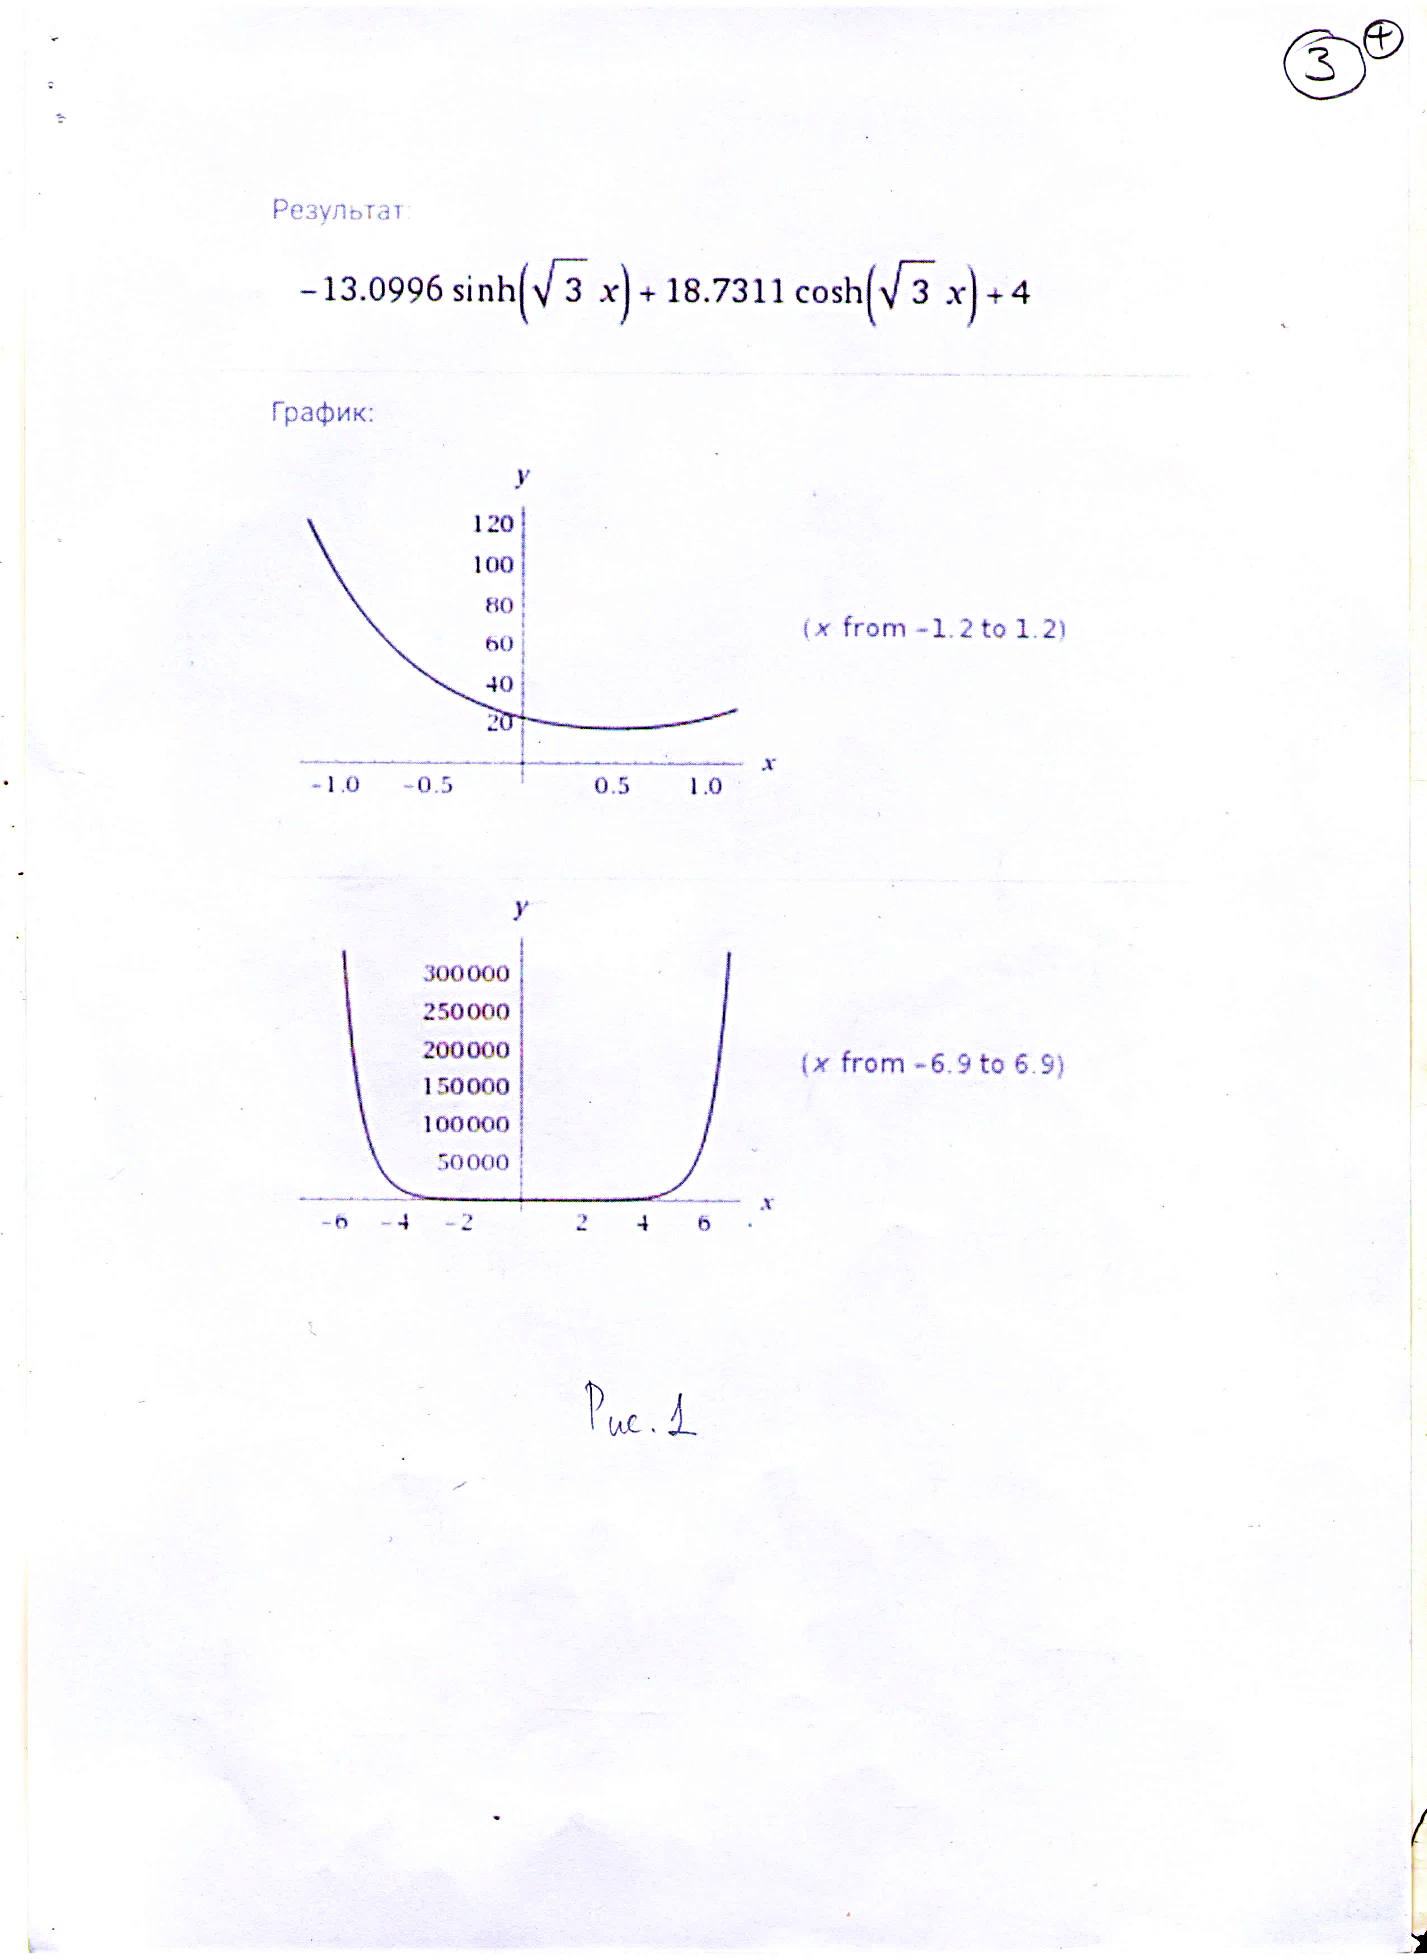 3 +
Результат:
−13.0996 sinh(√3 x) + 18.7311 cosh(√3 x) + 4
График:
y
120
100
80
60
40
20
x
-1.0 -0.5 0.5 1.0
(x from −1.2 to 1.2)
y
300000
250000
200000
150000
100000
50000
x
-6 -4 -2 2 4 6
(x from −6.9 to 6.9)
Рис. 1